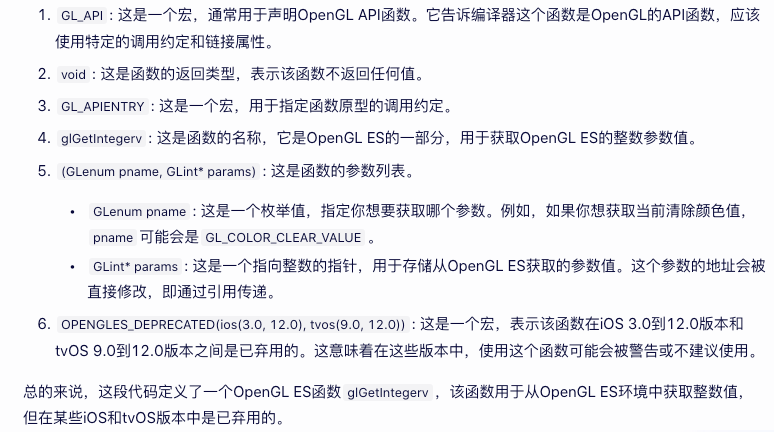 1. GL_API：这是一个宏，通常用于声明OpenGL API函数。它告诉编译器这个函数是OpenGL的API函数，应该
使用特定的调用约定和链接属性。
2. void：这是函数的返回类型，表示该函数不返回任何值。
3. GL_APIENTRY：这是一个宏，用于指定函数原型的调用约定。
4. glGetIntegerv：这是函数的名称，它是OpenGL ES的一部分，用于获取OpenGL ES的整数参数值。
5. (GLenum pname, GLint* params)：这是函数的参数列表。
• GLenum pname：这是一个枚举值，指定你想要获取哪个参数。例如，如果你想获取当前清除颜色值，
pname 可能会是 GL_COLOR_CLEAR_VALUE 。
• GLint* params：这是一个指向整数的指针，用于存储从OpenGL ES获取的参数值。这个参数的地址会被
直接修改，即通过引用传递。
6. OPENGLES_DEPRECATED(ios(3.0, 12.0), tvos(9.0, 12.0))：这是一个宏，表示该函数在iOS 3.0到12.0版本和
tvOS 9.0到12.0版本之间是已弃用的。这意味着在这些版本中，使用这个函数可能会被警告或不建议使用。
总的来说，这段代码定义了一个OpenGL ES函数 glGetIntegerv ，该函数用于从OpenGL ES环境中获取整数值，
但在某些iOS和tvOS版本中是已弃用的。